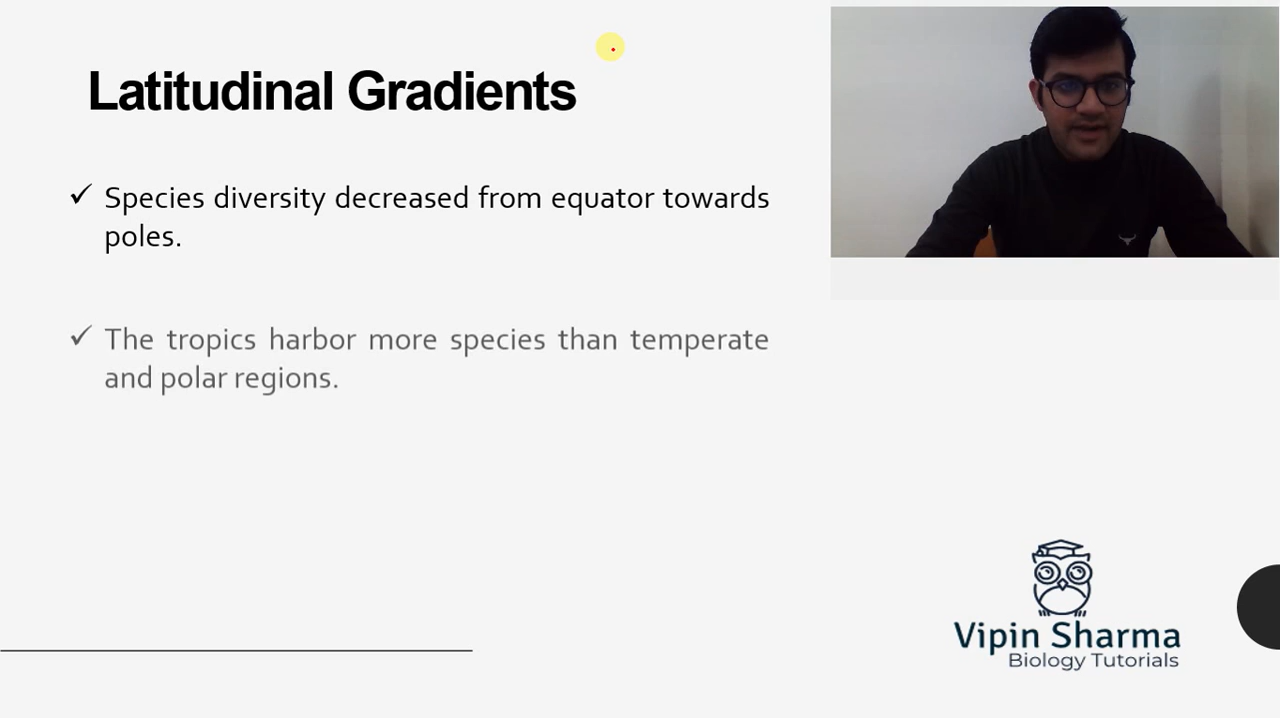 Latitudinal Gradients
✓ Species diversity decreased from equator towards
poles.
✓ The tropics harbor more species than temperate
and polar regions.
Vipin Sharma
Biology Tutorials